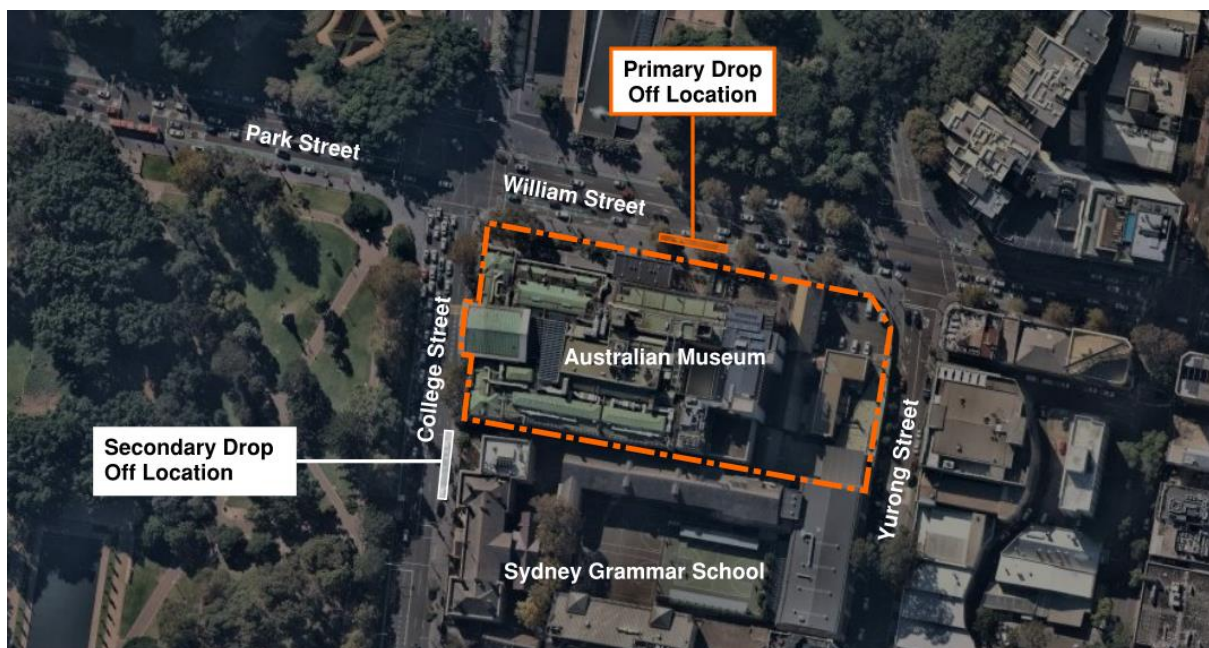 Primary Drop
Off Location
Park Street
William Street
College Street
Australian Museum
Secondary Drop
Off Location
Yurong Street
Sydney Grammar School